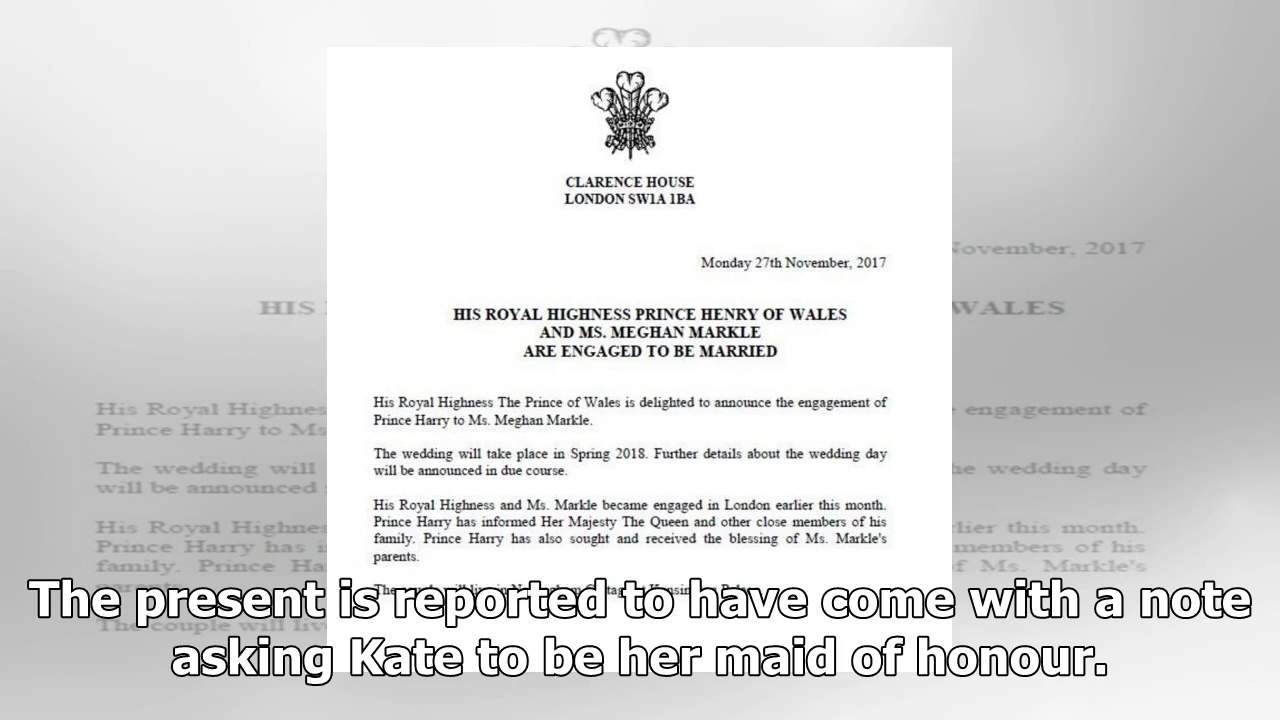 CLARENCE HOUSE
LONDON SW1A 1BA
Monday 27th November, 2017
HIS ROYAL HIGHNESS PRINCE HENRY OF WALES
AND MS. MEGHAN MARKLE
ARE ENGAGED TO BE MARRIED
His Royal Highness The Prince of Wales is delighted to announce the engagement of
Prince Harry to Ms. Meghan Markle.
The wedding will take place in Spring 2018. Further details about the wedding day
will be announced in due course.
His Royal Highness and Ms. Markle became engaged in London earlier this month.
Prince Harry has informed Her Majesty The Queen and other close members of his
family. Prince Harry has also sought and received the blessing of Ms. Markle's
parents.
The present is reported to have come with a note
asking Kate to be her maid of honour.